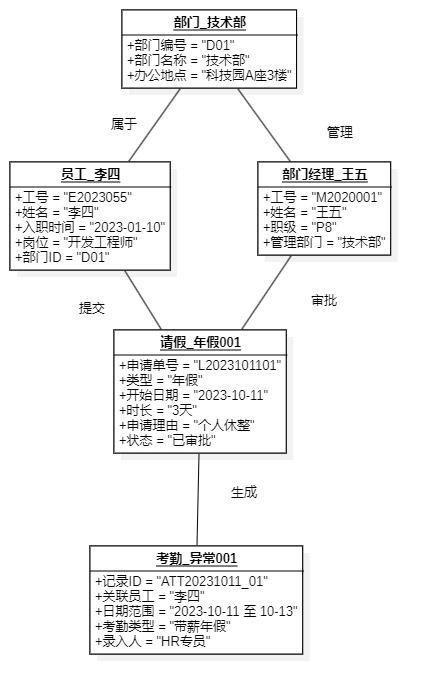 部门_技术部
+部门编号 = "D01"
+部门名称 = "技术部"
+办公地点 = "科技园A座3楼"
属于
管理
员工_李四
+工号 = "E2023055"
+姓名 = "李四"
+入职时间 = "2023-01-10"
+岗位 = "开发工程师"
+部门ID = "D01"
部门经理_王五
+工号 = "M2020001"
+姓名 = "王五"
+职级 = "P8"
+管理部门 = "技术部"
提交
审批
请假_年假001
+申请单号 = "L2023101101"
+类型 = "年假"
+开始日期 = "2023-10-11"
+时长 = "3天"
+申请理由 = "个人休整"
+状态 = "已审批"
生成
考勤_异常001
+记录ID = "ATT20231011_01"
+关联员工 = "李四"
+日期范围 = "2023-10-11 至 10-13"
+考勤类型 = "带薪年假"
+录入人 = "HR专员"